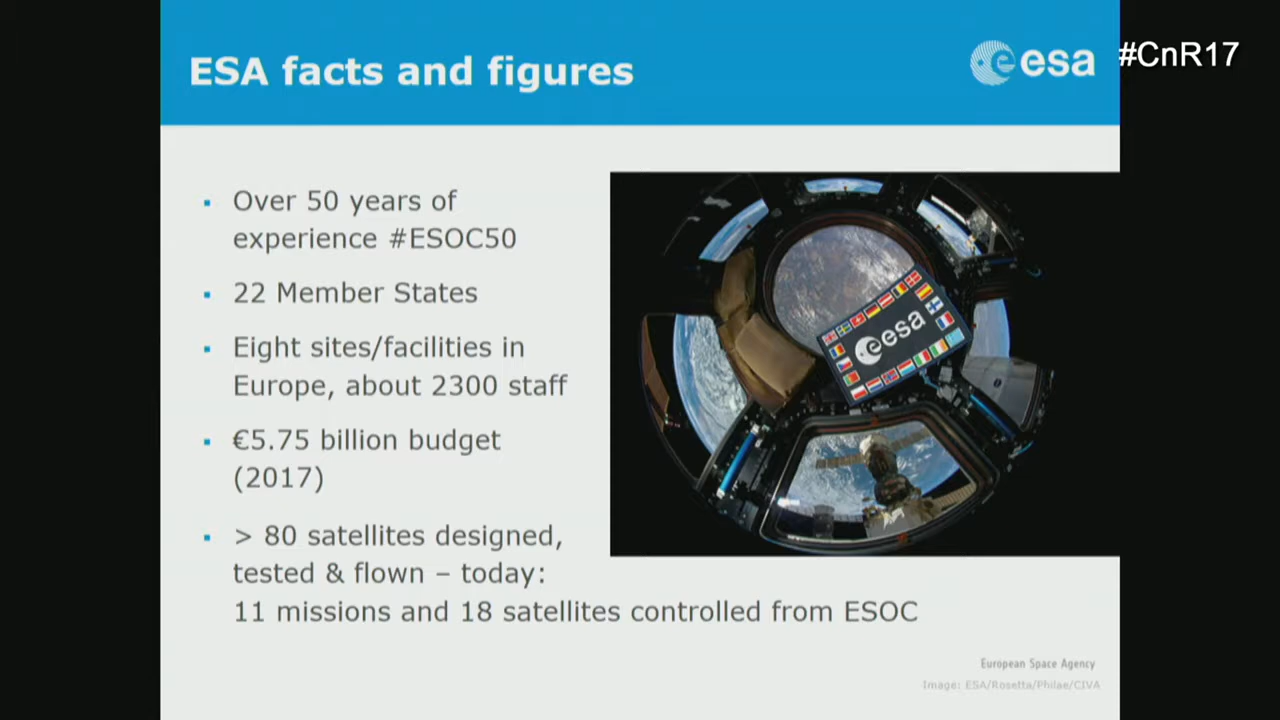 ESA facts and figures
esa
#CnR17
▪ Over 50 years of
experience #ESOC50
▪ 22 Member States
▪ Eight sites/facilities in
Europe, about 2300 staff
▪ €5.75 billion budget
(2017)
▪ > 80 satellites designed,
tested & flown – today:
11 missions and 18 satellites controlled from ESOC
esa
European Space Agency
Image: ESA/Rosetta/Philae/CIVA